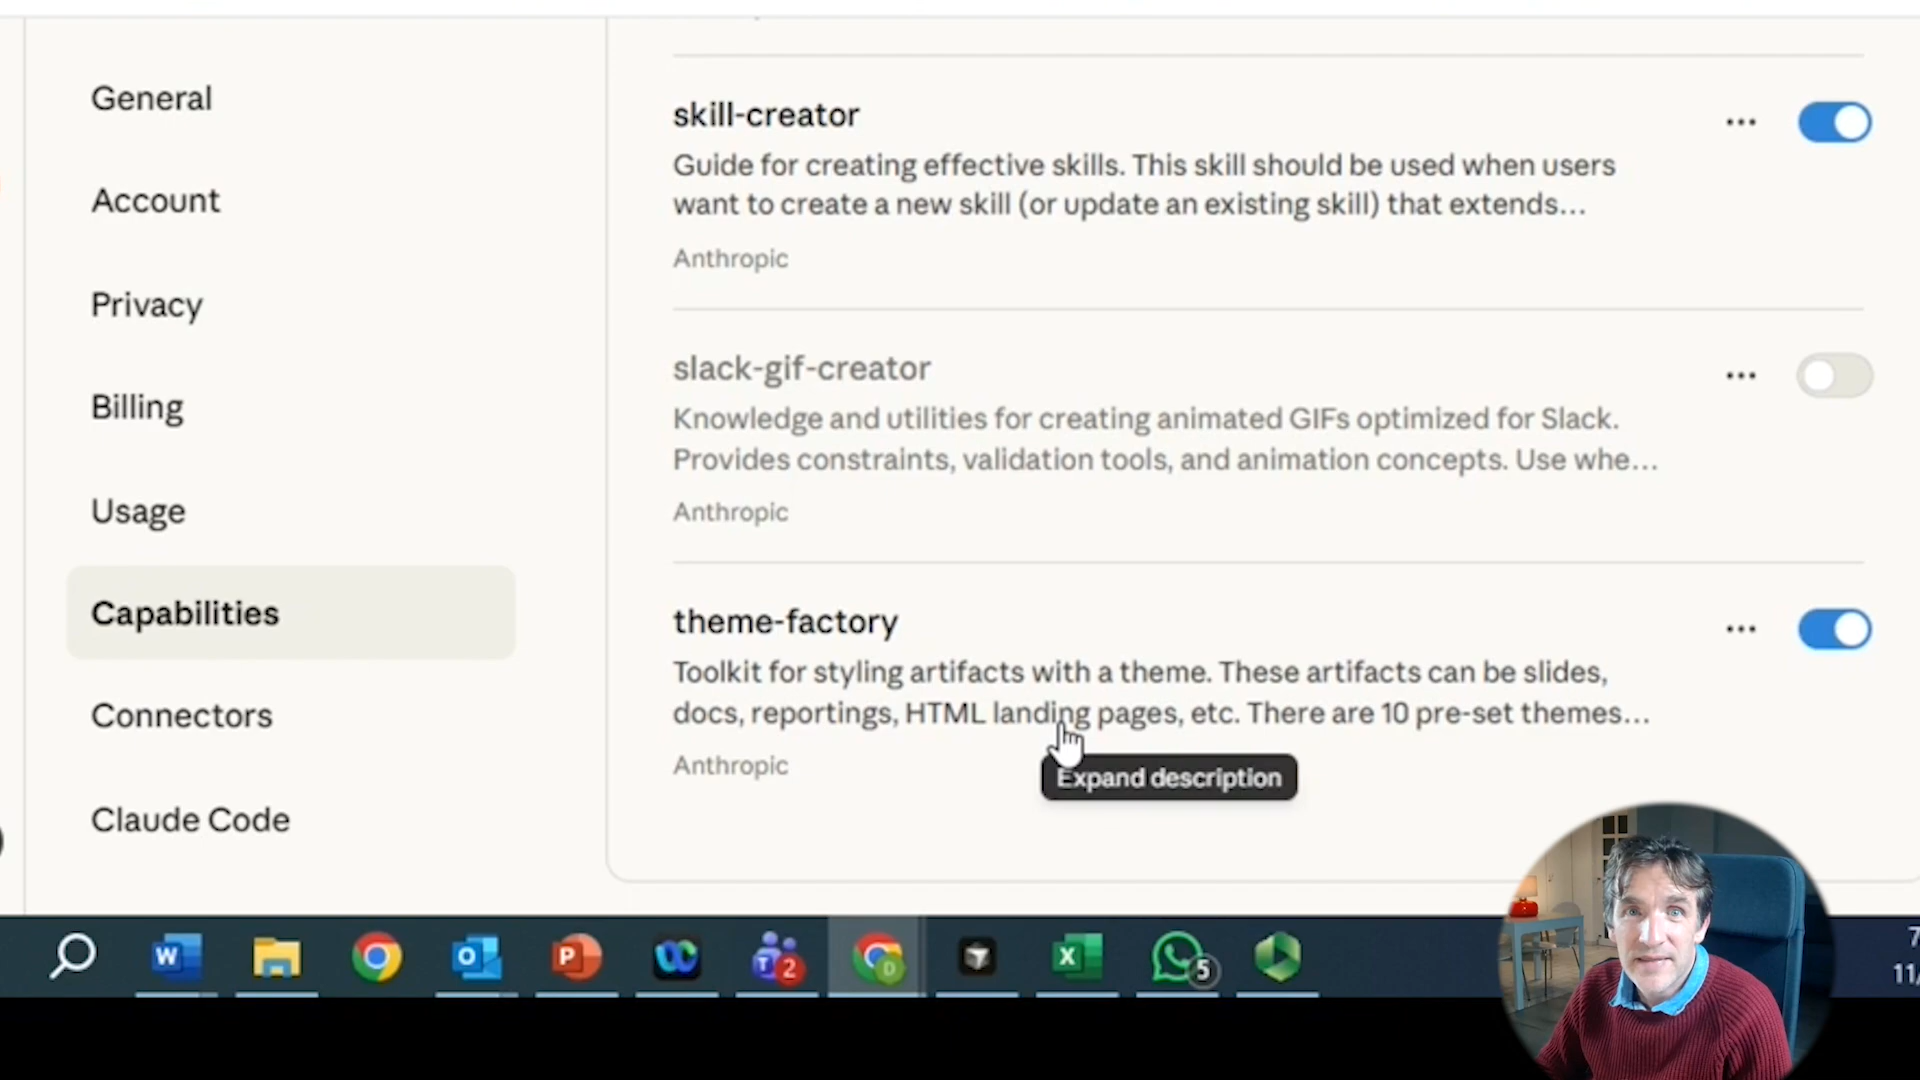 General
Account
Privacy
Billing
Usage
Capabilities
Connectors
Claude Code
skill-creator
Guide for creating effective skills. This skill should be used when users
want to create a new skill (or update an existing skill) that extends...
Anthropic
slack-gif-creator
Knowledge and utilities for creating animated GIFs optimized for Slack.
Provides constraints, validation tools, and animation concepts. Use whe...
Anthropic
theme-factory
Toolkit for styling artifacts with a theme. These artifacts can be slides,
docs, reportings, HTML landing pages, etc. There are 10 pre-set themes...
Anthropic
Expand description
W
O
P
T
2
D
X
5
7
11/